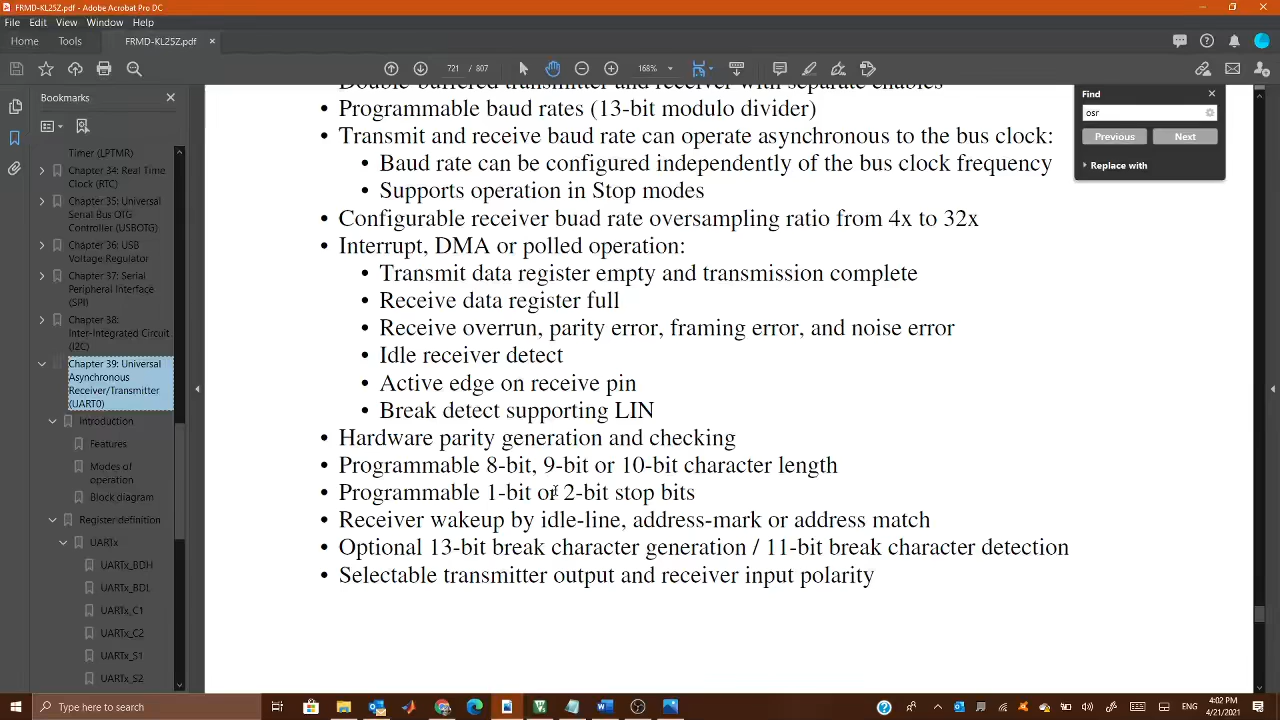 FRMD-KL25Z.pdf - Adobe Acrobat Pro DC
File Edit View Window Help
Home Tools FRMD-KL25Z.pdf ×
721 / 807 168%
Bookmarks
Timer (LPTMR)
Chapter 34: Real Time
Clock (RTC)
Chapter 35: Universal
Serial Bus OTG
Controller (USBOTG)
Chapter 36: USB
Voltage Regulator
Chapter 37: Serial
Peripheral Interface
(SPI)
Chapter 38:
Inter-Integrated Circuit
(I2C)
Chapter 39: Universal
Asynchronous
Receiver/Transmitter
(UART0)
Introduction
Features
Modes of
operation
Block diagram
Register definition
UARTx
UARTx_BDH
UARTx_BDL
UARTx_C1
UARTx_C2
UARTx_S1
UARTx_S2
Double-buffered transmitter and receiver with separate enables
• Programmable baud rates (13-bit modulo divider)
• Transmit and receive baud rate can operate asynchronous to the bus clock:
• Baud rate can be configured independently of the bus clock frequency
• Supports operation in Stop modes
• Configurable receiver buad rate oversampling ratio from 4x to 32x
• Interrupt, DMA or polled operation:
• Transmit data register empty and transmission complete
• Receive data register full
• Receive overrun, parity error, framing error, and noise error
• Idle receiver detect
• Active edge on receive pin
• Break detect supporting LIN
• Hardware parity generation and checking
• Programmable 8-bit, 9-bit or 10-bit character length
• Programmable 1-bit or 2-bit stop bits
• Receiver wakeup by idle-line, address-mark or address match
• Optional 13-bit break character generation / 11-bit break character detection
• Selectable transmitter output and receiver input polarity
Find
osr
Previous Next
Replace with
Type here to search
ENG
4:02 PM
4/21/2021